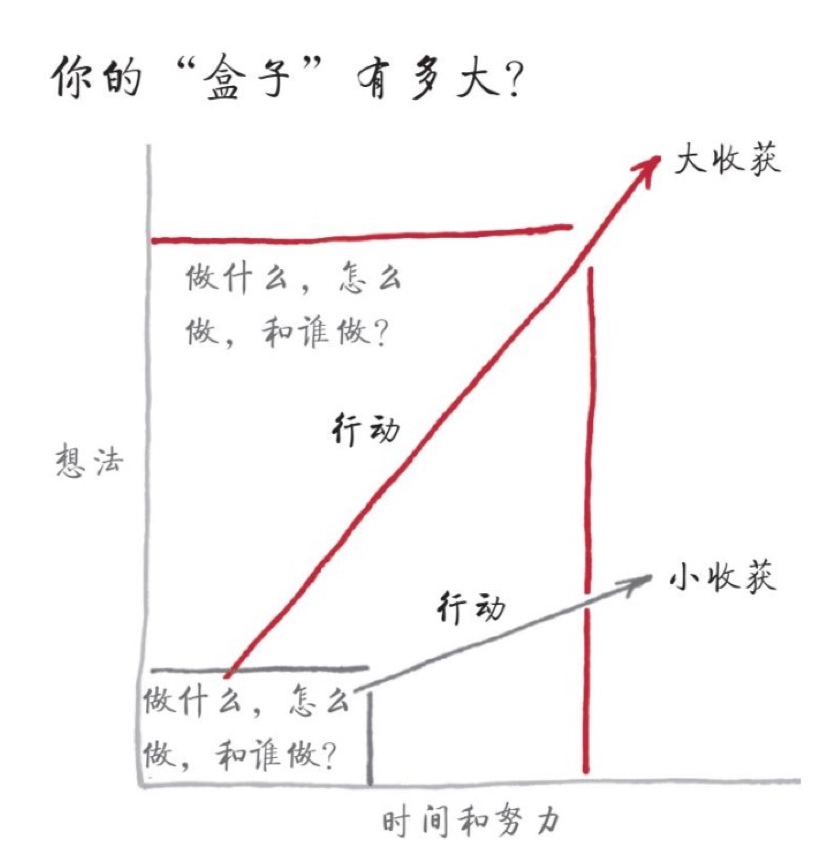 你的“盒子”有多大?
大收获
做什么，怎么
做，和谁做?
行动
想法
行动
小收获
做什么，怎么
做，和谁做?
时间和努力